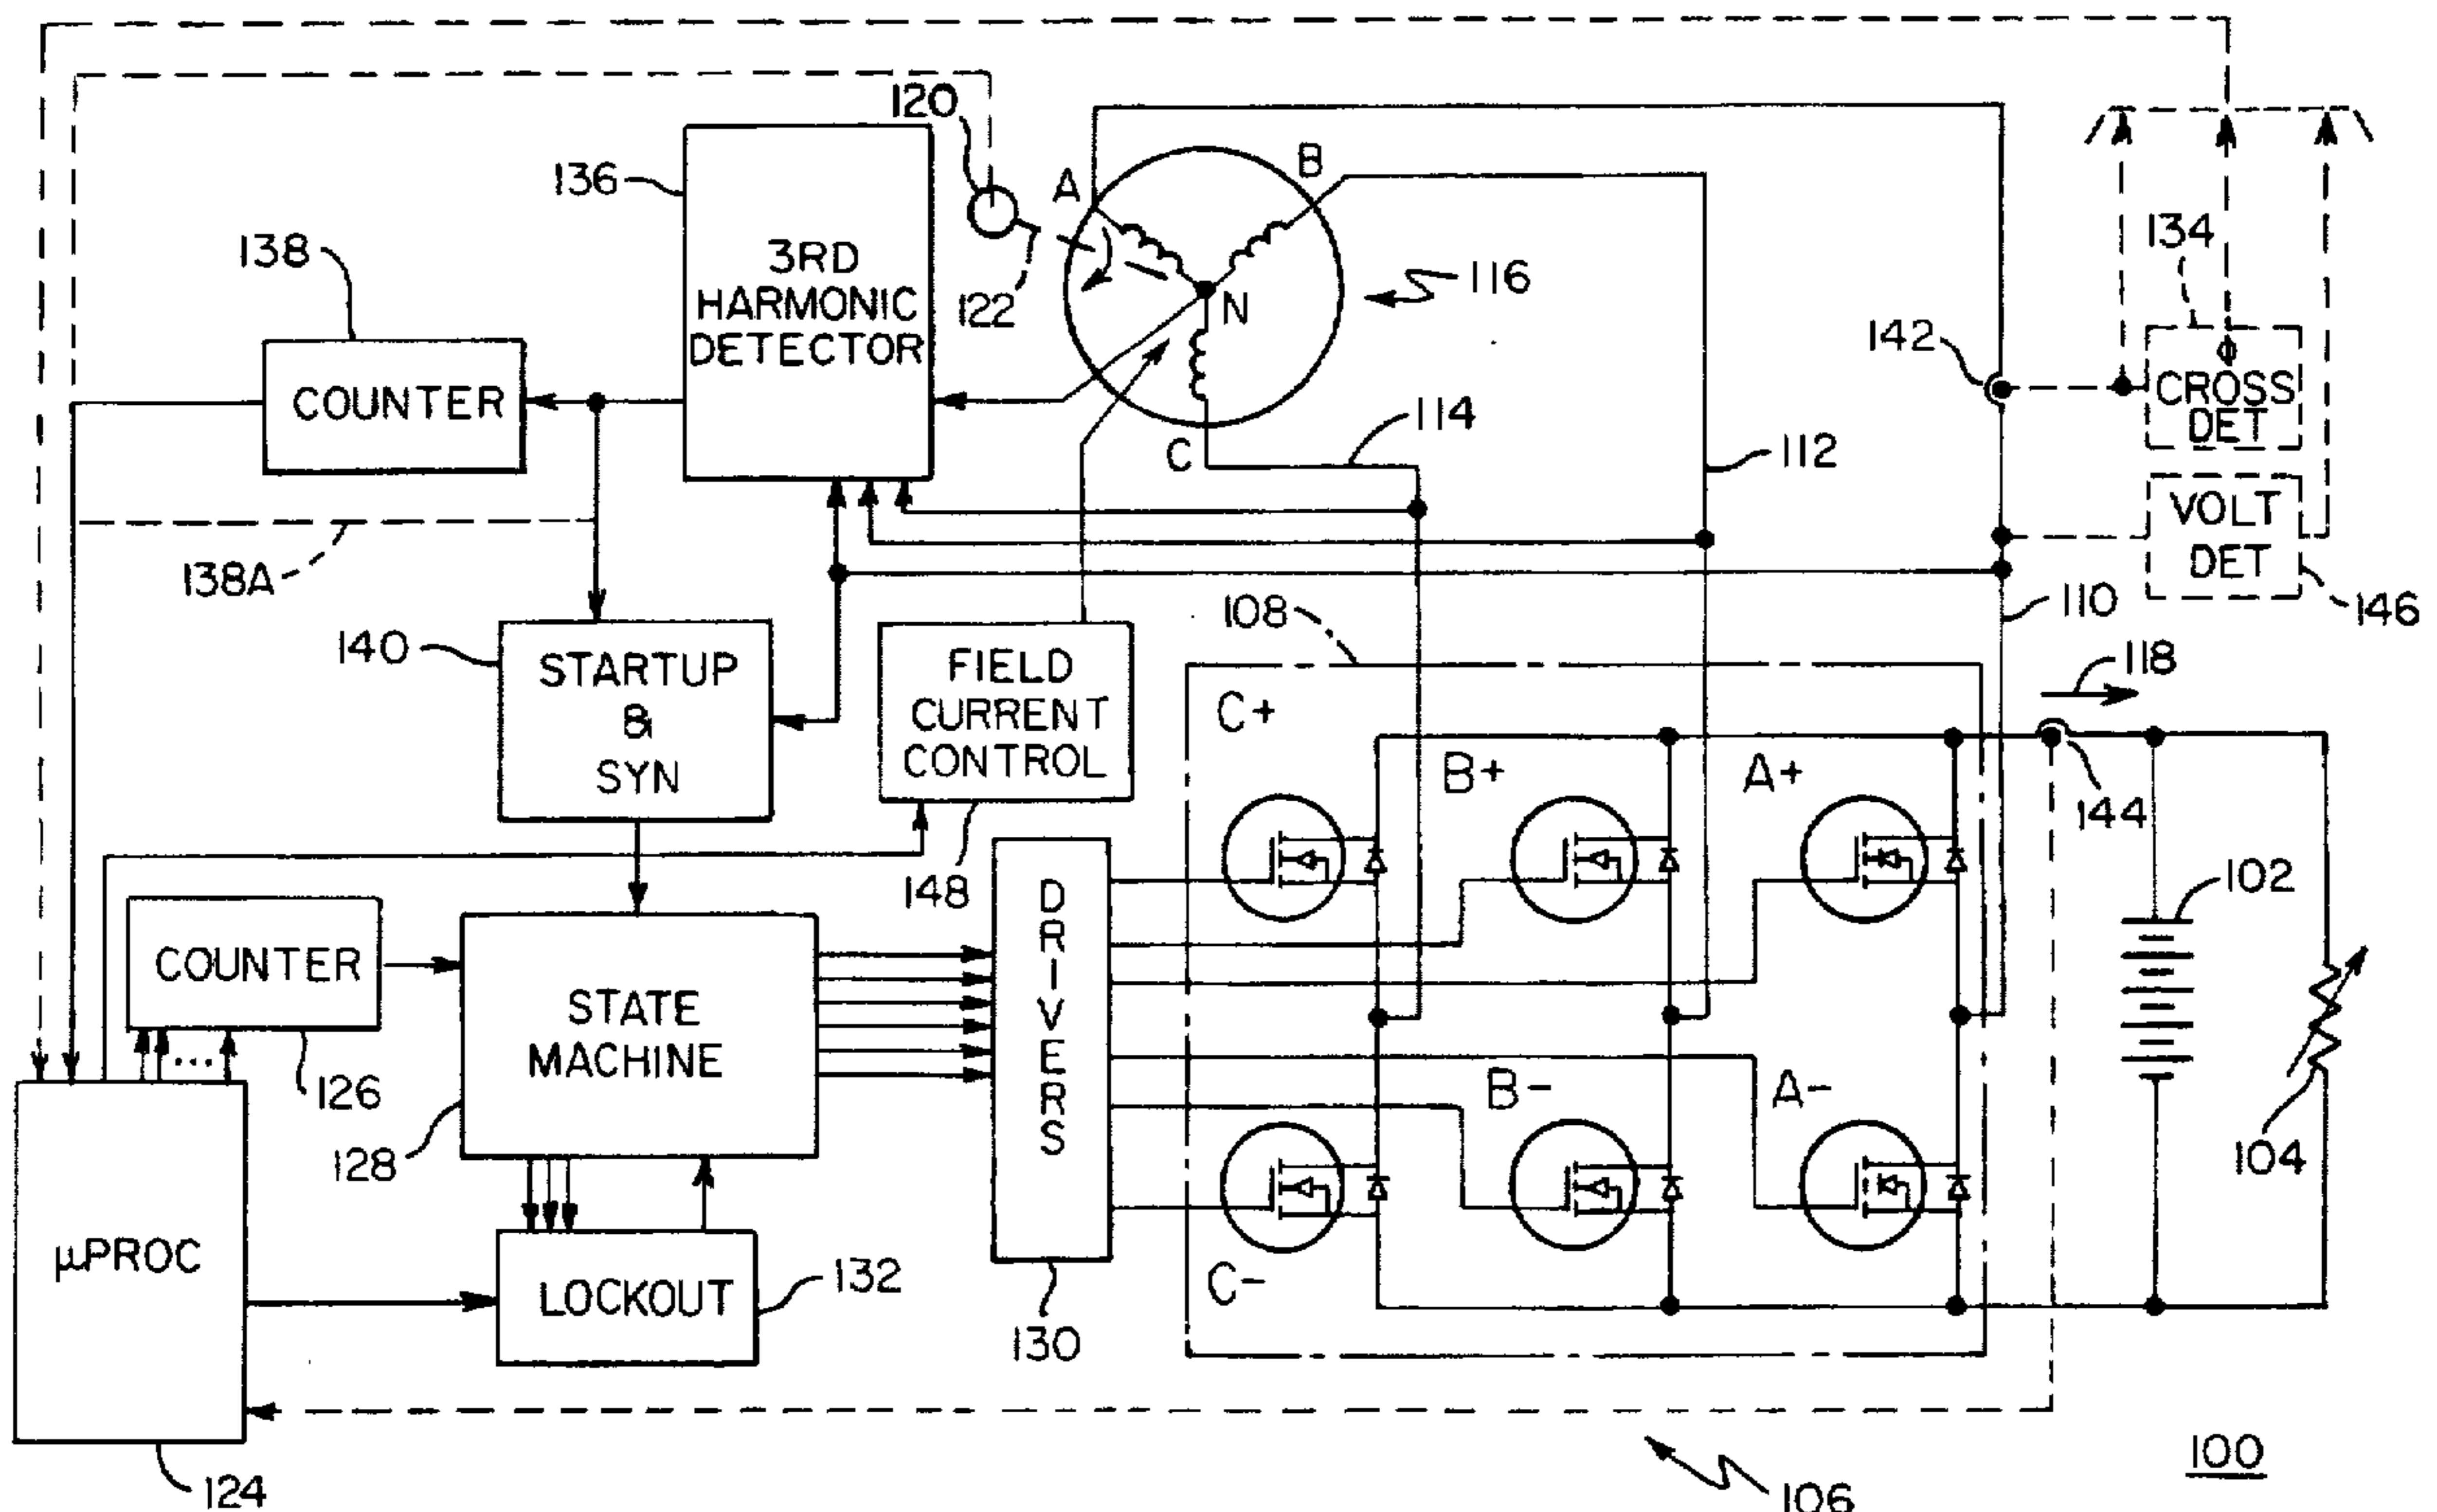 120
136
A
B
134
138
3RD
HARMONIC
DETECTOR
122
N
116
142
Φ
CROSS
DET
COUNTER
C
114
112
VOLT
DET
138A
108
110
146
140
STARTUP
&
SYN
FIELD
CURRENT
CONTROL
118
C+
B+
A+
144
148
102
COUNTER
STATE
MACHINE
DRIVERS
126
128
B-
A-
104
µPROC
LOCKOUT
132
C-
130
124
106
100